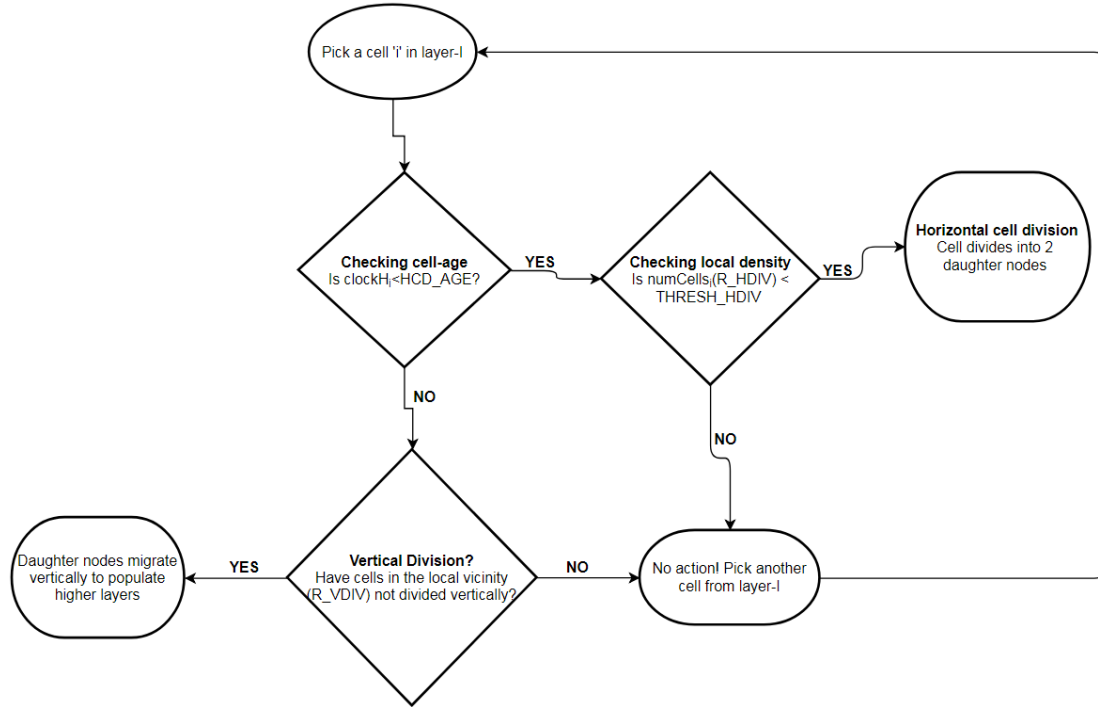 Pick a cell 'i' in layer-I
Checking cell-age
Is clockHᵢ<HCD_AGE?
YES
Checking local density
Is numCellsᵢ(R_HDIV) <
THRESH_HDIV
YES
Horizontal cell division
Cell divides into 2
daughter nodes
NO
NO
Daughter nodes migrate
vertically to populate
higher layers
YES
Vertical Division?
Have cells in the local vicinity
(R_VDIV) not divided vertically?
NO
No action! Pick another
cell from layer-I